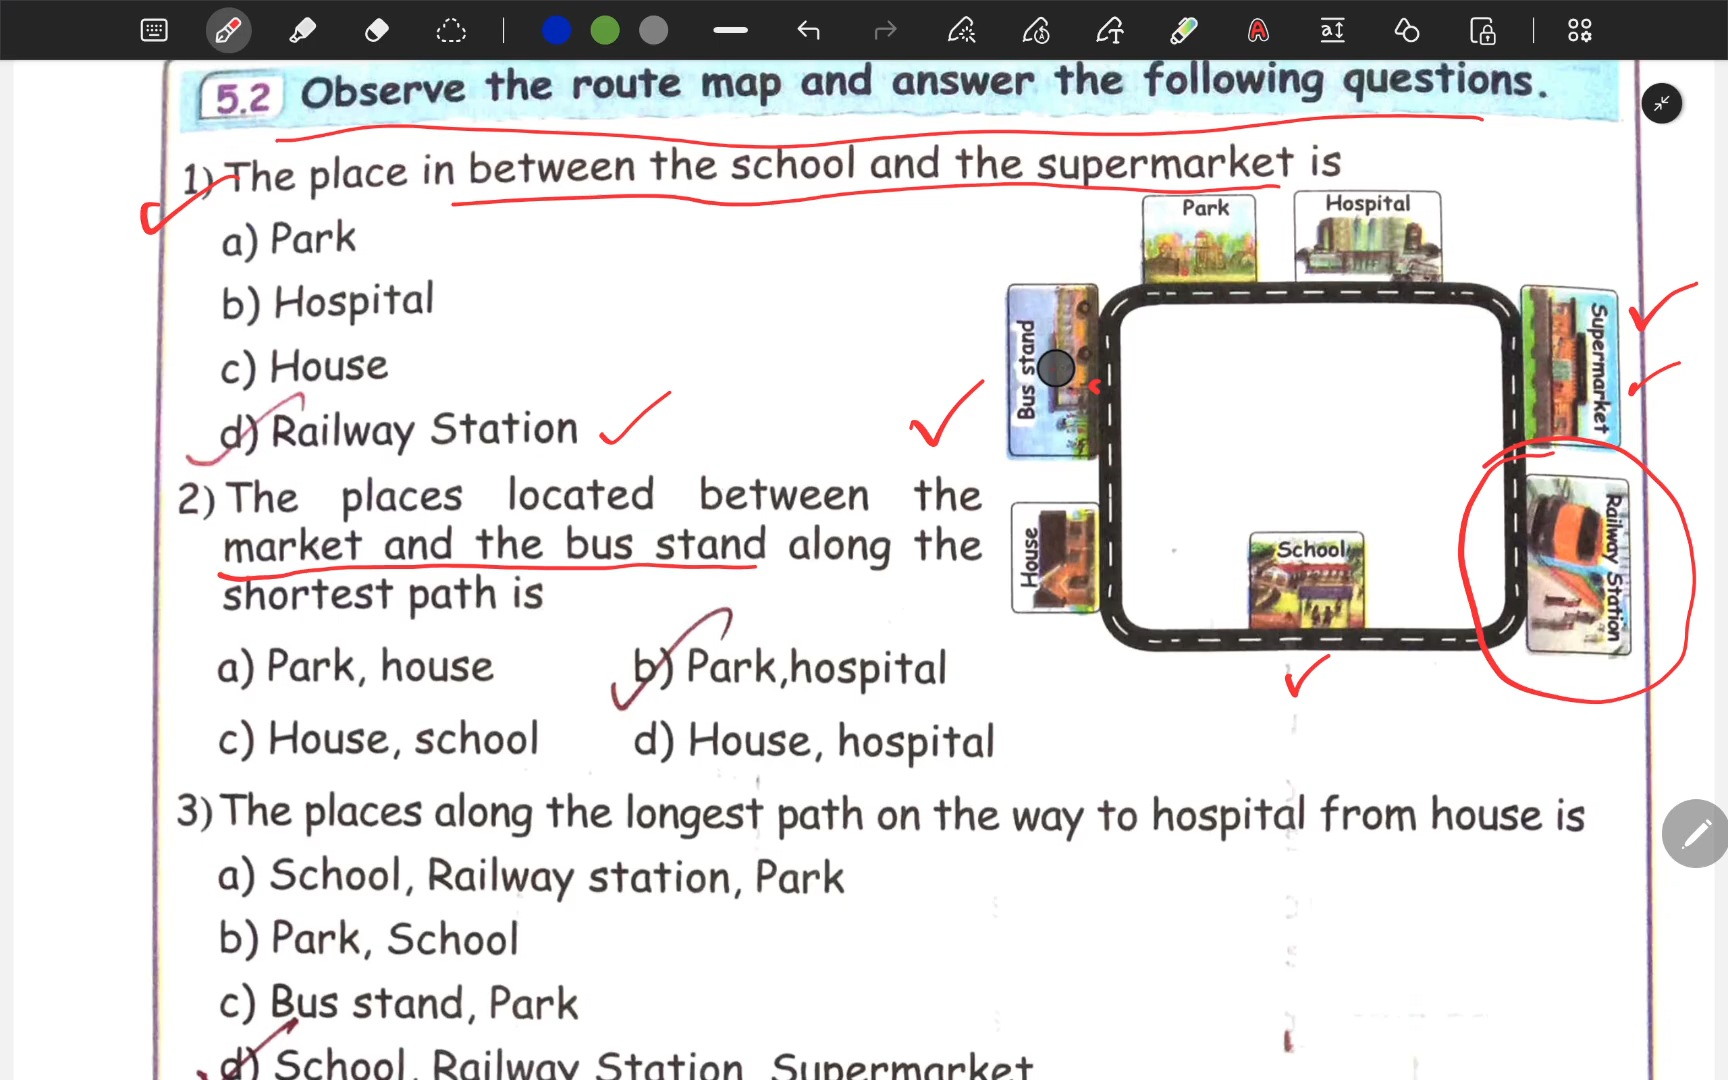 5.2 Observe the route map and answer the following questions.
1) The place in between the school and the supermarket is
a) Park
b) Hospital
c) House
d) Railway Station
Park
Hospital
Bus stand
Supermarket
House
School
Railway Station
2) The places located between the
market and the bus stand along the
shortest path is
a) Park, house
b) Park,hospital
c) House, school
d) House, hospital
3) The places along the longest path on the way to hospital from house is
a) School, Railway station, Park
b) Park, School
c) Bus stand, Park
d) School, Railway Station, Supermarket